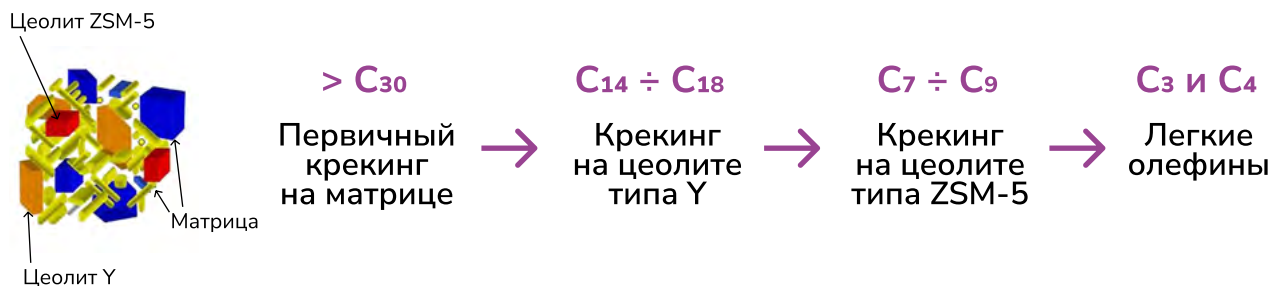 Цеолит ZSM-5
Матрица
Цеолит Y
> C₃₀
Первичный
крекинг
на матрице
C₁₄ ÷ C₁₈
Крекинг
на цеолите
типа Y
C₇ ÷ C₉
Крекинг
на цеолите
типа ZSM-5
C₃ и C₄
Легкие
олефины